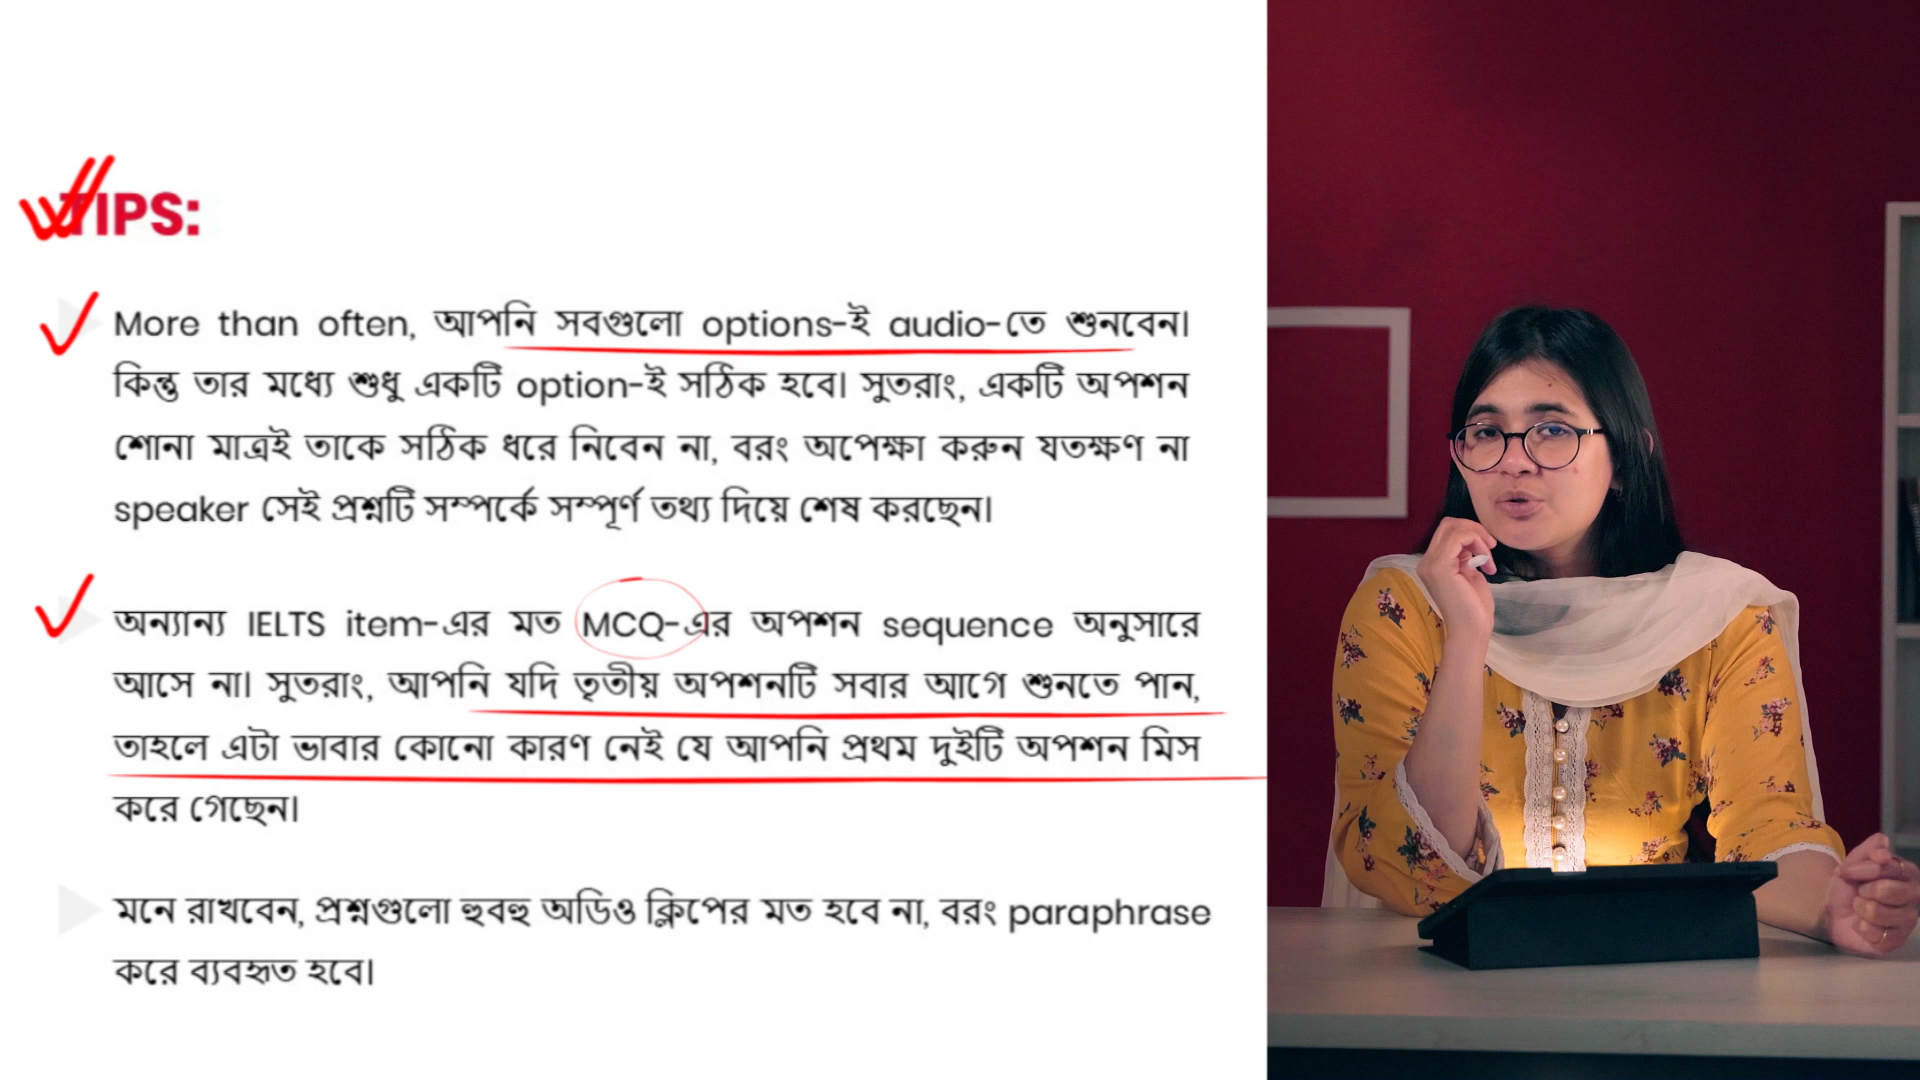 TIPS:
More than often, আপনি সবগুলো options-ই audio-তে শুনবেন।
কিন্তু তার মধ্যে শুধু একটি option-ই সঠিক হবে। সুতরাং, একটি অপশন
শোনা মাত্রই তাকে সঠিক ধরে নিবেন না, বরং অপেক্ষা করুন যতক্ষণ না
speaker সেই প্রশ্নটি সম্পর্কে সম্পূর্ণ তথ্য দিয়ে শেষ করছেন।
অন্যান্য IELTS item-এর মত MCQ-এর অপশন sequence অনুসারে
আসে না। সুতরাং, আপনি যদি তৃতীয় অপশনটি সবার আগে শুনতে পান,
তাহলে এটা ভাবার কোনো কারণ নেই যে আপনি প্রথম দুইটি অপশন মিস
করে গেছেন।
মনে রাখবেন, প্রশ্নগুলো হুবহু অডিও ক্লিপের মত হবে না, বরং paraphrase
করে ব্যবহৃত হবে।